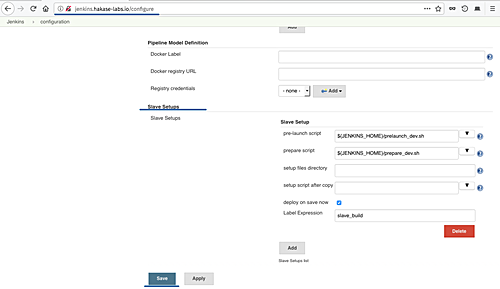 jenkins.hakase-labs.io/configure
Jenkins
configuration
Add
Pipeline Model Definition
Docker Label
Docker registry URL
Registry credentials
- none -
Add
Slave Setups
Slave Setups
Slave Setup
pre-launch script
${JENKINS_HOME}/prelaunch_dev.sh
prepare script
${JENKINS_HOME}/prepare_dev.sh
setup files directory
setup script after copy
deploy on save now
Label Expression
slave_build
Delete
Add
Slave Setups list
Save
Apply